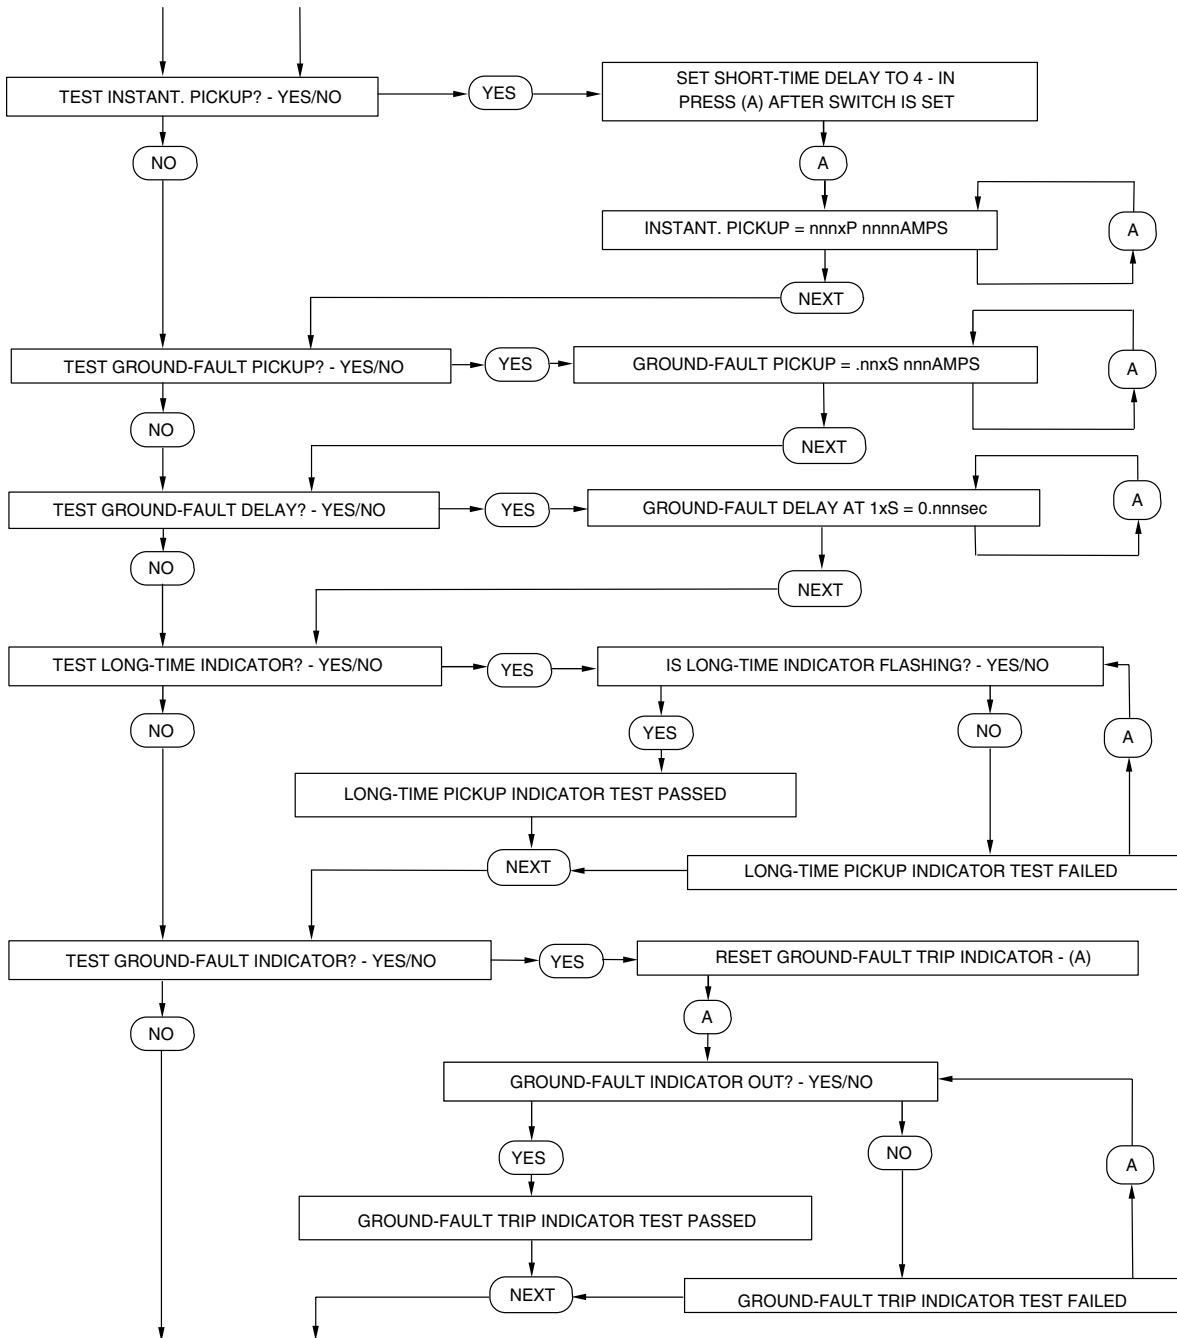 TEST INSTANT. PICKUP? - YES/NO
YES
SET SHORT-TIME DELAY TO 4 - IN
PRESS (A) AFTER SWITCH IS SET
NO
A
INSTANT. PICKUP = nnnxP nnnnAMPS
A
NEXT
TEST GROUND-FAULT PICKUP? - YES/NO
YES
GROUND-FAULT PICKUP = .nnxS nnnAMPS
A
NO
NEXT
TEST GROUND-FAULT DELAY? - YES/NO
YES
GROUND-FAULT DELAY AT 1xS = 0.nnnsec
A
NO
NEXT
TEST LONG-TIME INDICATOR? - YES/NO
YES
IS LONG-TIME INDICATOR FLASHING? - YES/NO
NO
YES
NO
A
LONG-TIME PICKUP INDICATOR TEST PASSED
NEXT
LONG-TIME PICKUP INDICATOR TEST FAILED
TEST GROUND-FAULT INDICATOR? - YES/NO
YES
RESET GROUND-FAULT TRIP INDICATOR - (A)
NO
A
GROUND-FAULT INDICATOR OUT? - YES/NO
YES
NO
A
GROUND-FAULT TRIP INDICATOR TEST PASSED
NEXT
GROUND-FAULT TRIP INDICATOR TEST FAILED